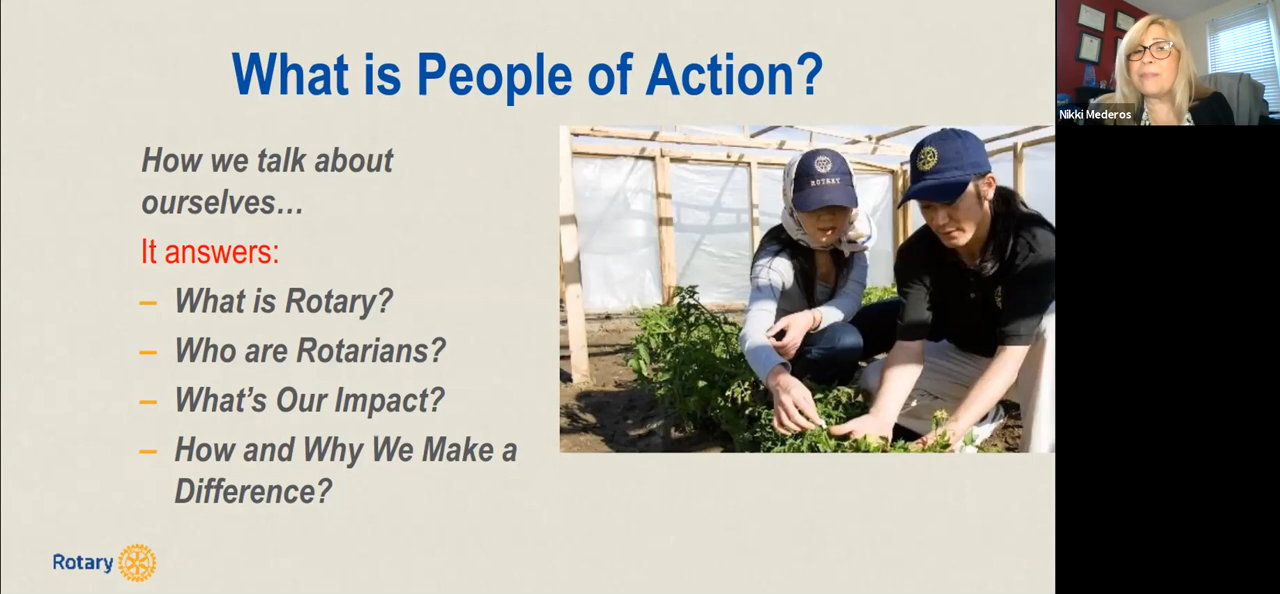 What is People of Action?
How we talk about
ourselves…
It answers:
– What is Rotary?
– Who are Rotarians?
– What's Our Impact?
– How and Why We Make a
Difference?
ROTARY
Rotary
Nikki Mederos